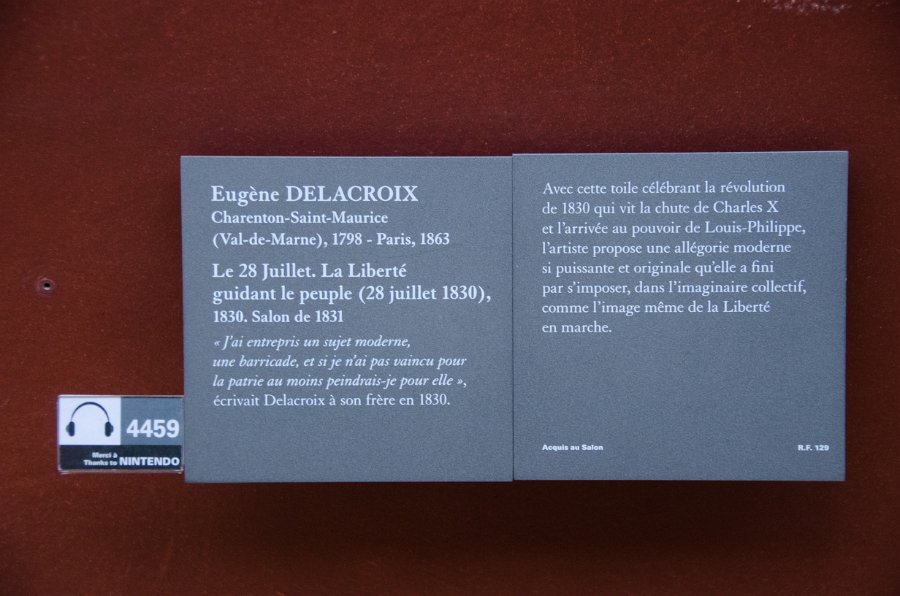 Eugène DELACROIX
Charenton-Saint-Maurice
(Val-de-Marne), 1798 - Paris, 1863
Le 28 Juillet. La Liberté
guidant le peuple (28 juillet 1830),
1830. Salon de 1831
« J'ai entrepris un sujet moderne,
une barricade, et si je n'ai pas vaincu pour
la patrie au moins peindrais-je pour elle »,
écrivait Delacroix à son frère en 1830.
Avec cette toile célébrant la révolution
de 1830 qui vit la chute de Charles X
et l'arrivée au pouvoir de Louis-Philippe,
l'artiste propose une allégorie moderne
si puissante et originale qu'elle a fini
par s'imposer, dans l'imaginaire collectif,
comme l'image même de la Liberté
en marche.
Acquis au Salon
R.F. 129
4459
Merci à
Thanks to NINTENDO